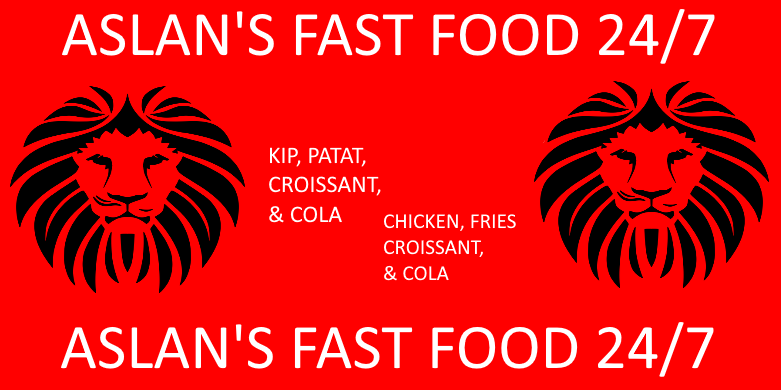 ASLAN'S FAST FOOD 24/7
KIP, PATAT,
CROISSANT,
& COLA
CHICKEN, FRIES
CROISSANT,
& COLA
ASLAN'S FAST FOOD 24/7